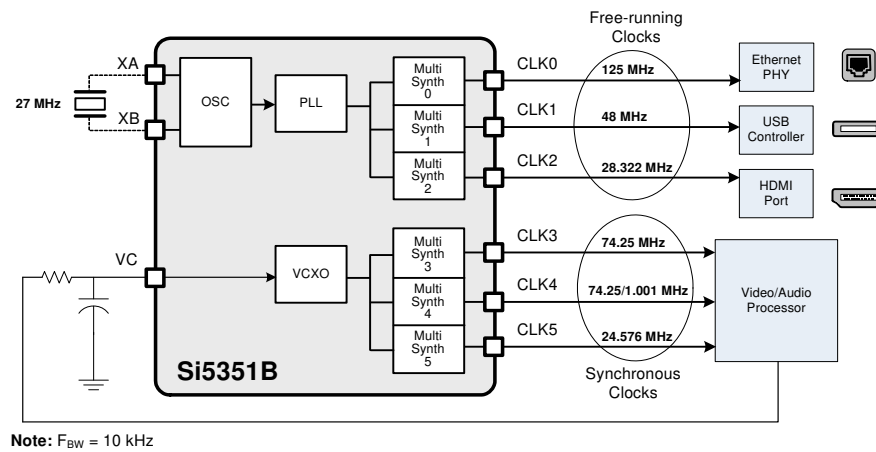 Free-running
Clocks
XA
XB
27 MHz
OSC
PLL
Multi
Synth
0
Multi
Synth
1
Multi
Synth
2
CLK0
125 MHz
CLK1
48 MHz
CLK2
28.322 MHz
Ethernet
PHY
USB
Controller
HDMI
Port
VC
VCXO
Multi
Synth
3
Multi
Synth
4
Multi
Synth
5
CLK3
74.25 MHz
CLK4
74.25/1.001 MHz
CLK5
24.576 MHz
Video/Audio
Processor
Si5351B
Synchronous
Clocks
Note: FBW = 10 kHz